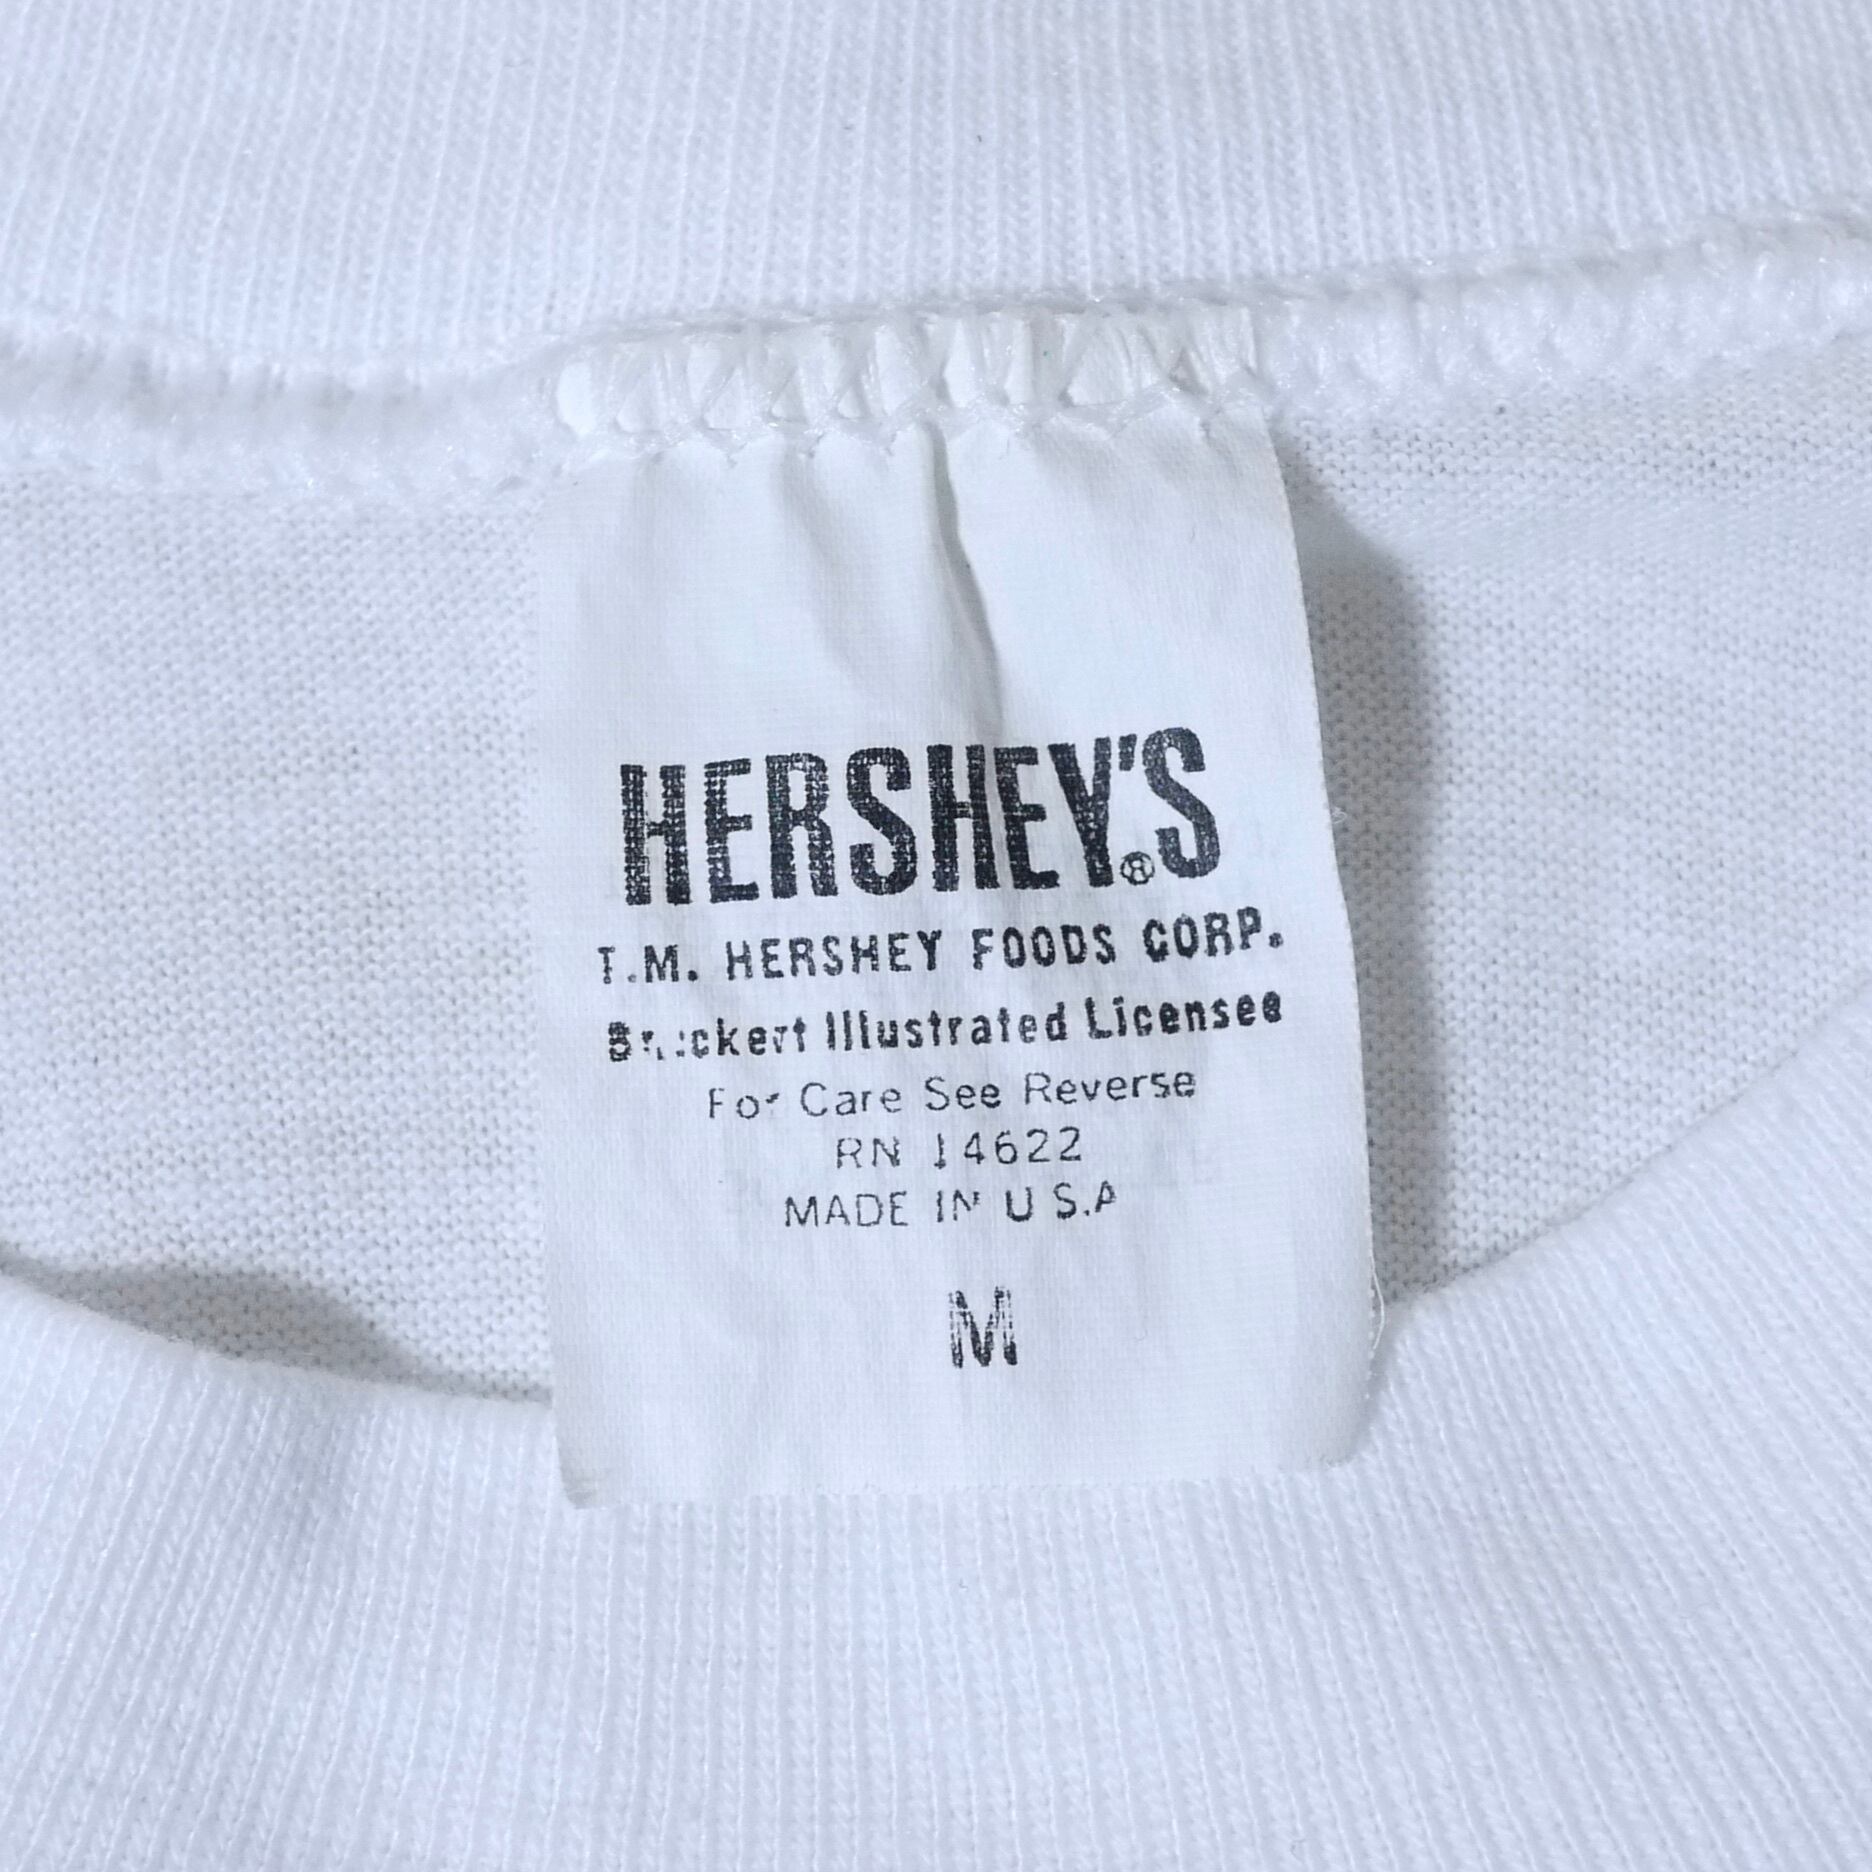 HERSHEY'S®
T.M. HERSHEY FOODS CORP.
Illustrated Licensee
For Care See Reverse
RN 14622
MADE IN U S.A
M